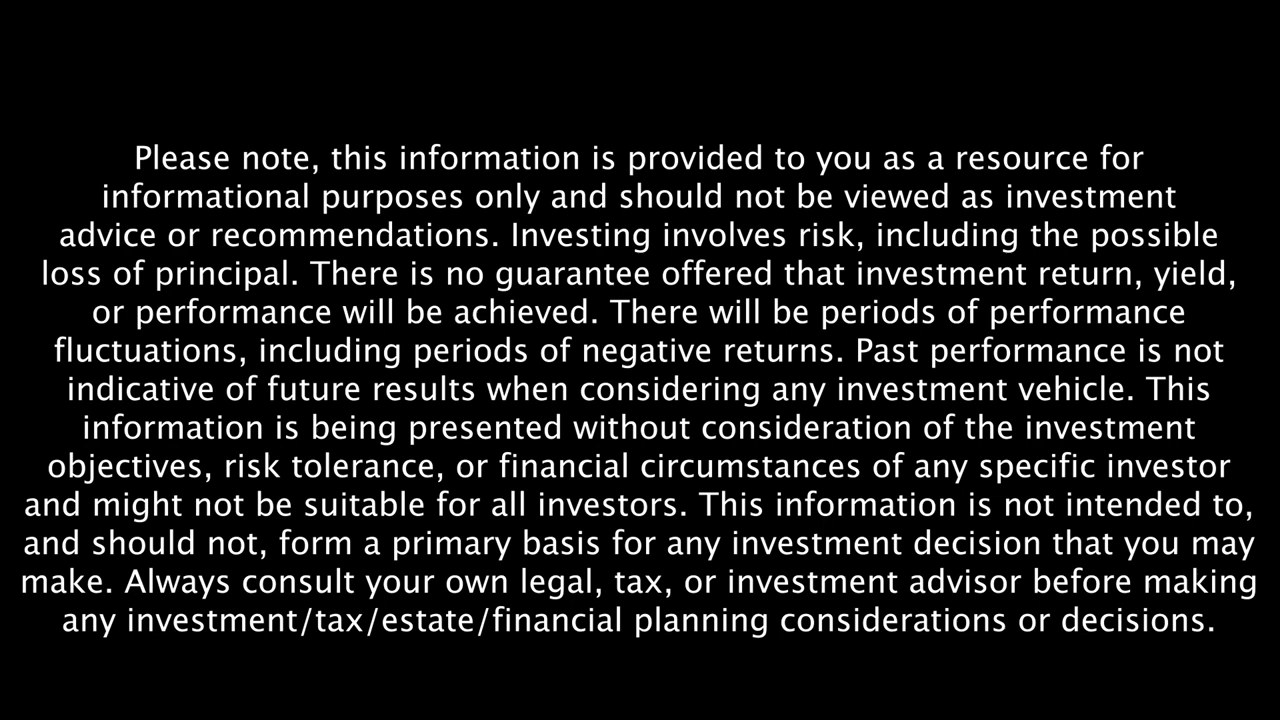 Please note, this information is provided to you as a resource for
informational purposes only and should not be viewed as investment
advice or recommendations. Investing involves risk, including the possible
loss of principal. There is no guarantee offered that investment return, yield,
or performance will be achieved. There will be periods of performance
fluctuations, including periods of negative returns. Past performance is not
indicative of future results when considering any investment vehicle. This
information is being presented without consideration of the investment
objectives, risk tolerance, or financial circumstances of any specific investor
and might not be suitable for all investors. This information is not intended to,
and should not, form a primary basis for any investment decision that you may
make. Always consult your own legal, tax, or investment advisor before making
any investment/tax/estate/financial planning considerations or decisions.